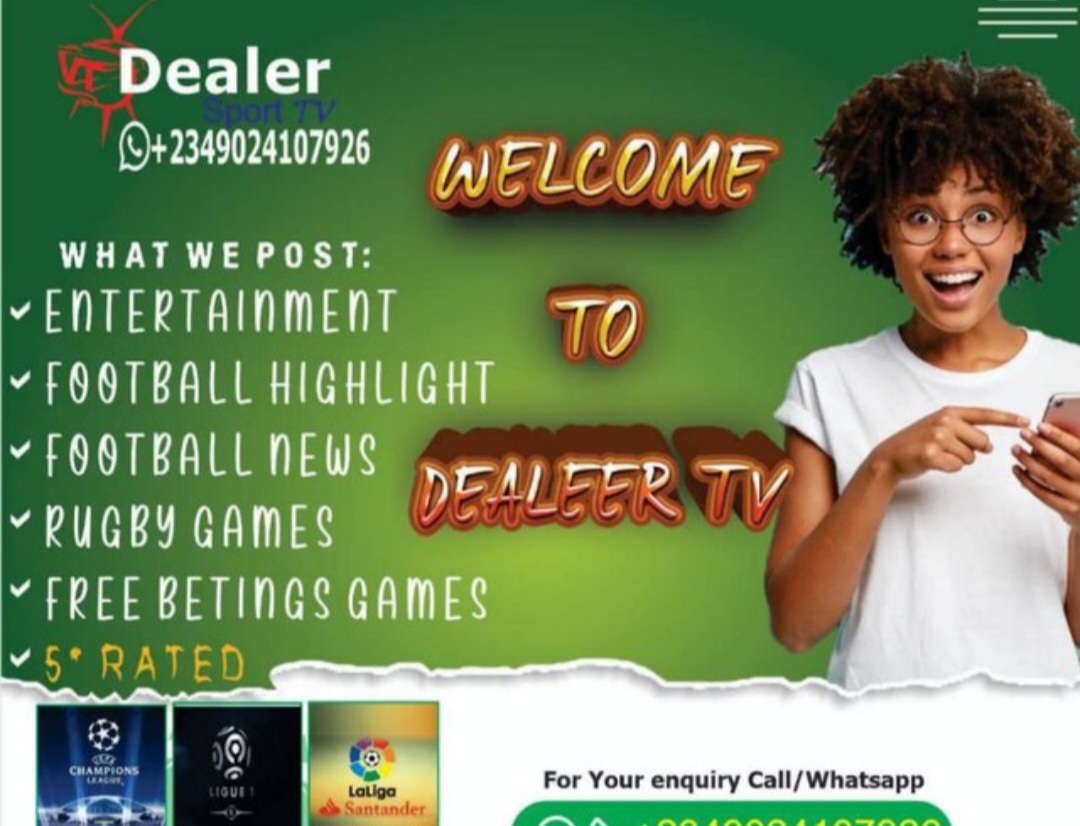 Dealer
Sport TV
+2349024107926
WELCOME
TO
DEALEER TV
WHAT WE POST:
ENTERTAINMENT
FOOTBALL HIGHLIGHT
FOOTBALL NEWS
RUGBY GAMES
FREE BETINGS GAMES
5* RATED
CHAMPIONS
LEAGUE
LIGUE 1
LaLiga
Santander
For Your enquiry Call/Whatsapp